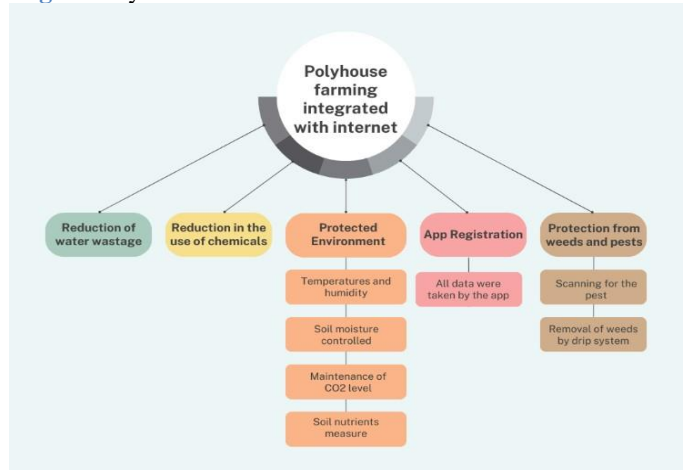 Polyhouse
farming
integrated
with internet
Reduction of
water wastage
Reduction in the
use of chemicals
Protected
Environment
App Registration
Protection from
weeds and pests
Temperatures and
humidity
Soil moisture
controlled
Maintenance of
CO2 level
Soil nutrients
measure
All data were
taken by the app
Scanning for the
pest
Removal of weeds
by drip system